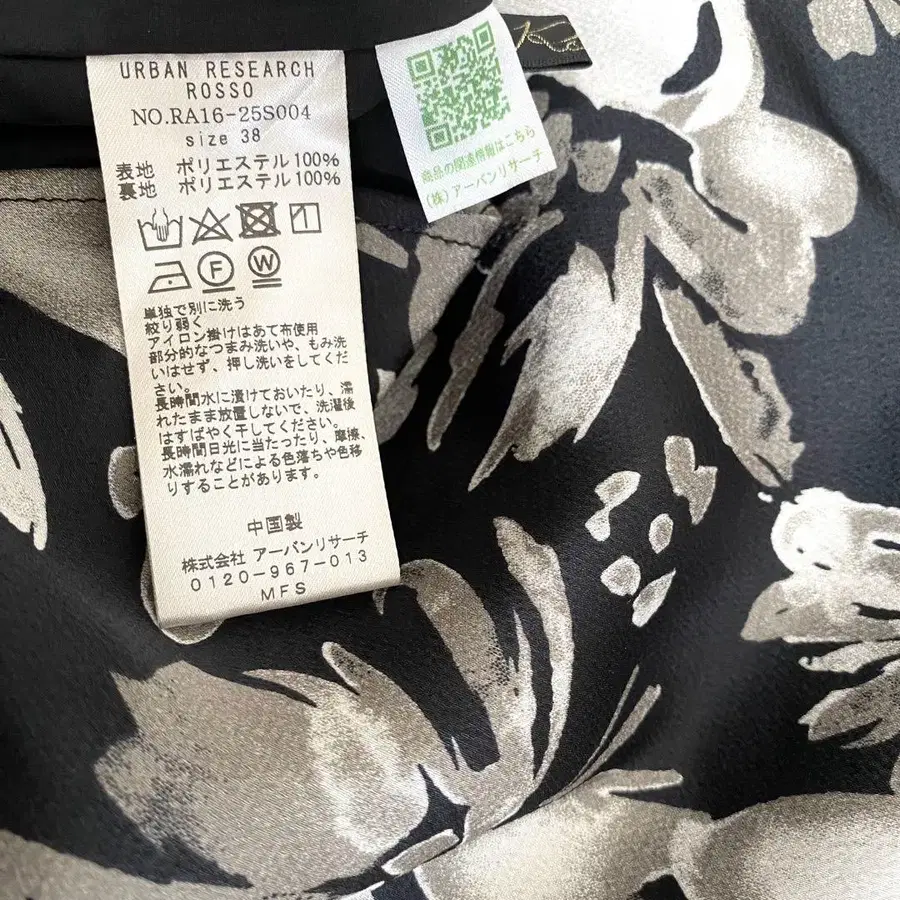 URBAN RESEARCH
ROSSO
NO.RA16-25S004
size 38
表地 ポリエステル100%
裏地 ポリエステル100%
F
W
単独で別に洗う
絞り弱く
アイロン掛けはあて布使用
部分的なつまみ洗いや、もみ洗
いはせず、押し洗いをしてくだ
さい。
長時間水に漬けておいたり、濡
れたまま放置しないで、洗濯後
はすばやく干してください。
長時間日光に当たったり、摩擦、
水濡れなどによる色落ちや色移
りすることがあります。
中国製
株式会社 アーバンリサーチ
0120-967-013
MFS
商品の関連情報はこちら
(株)アーバンリサーチ